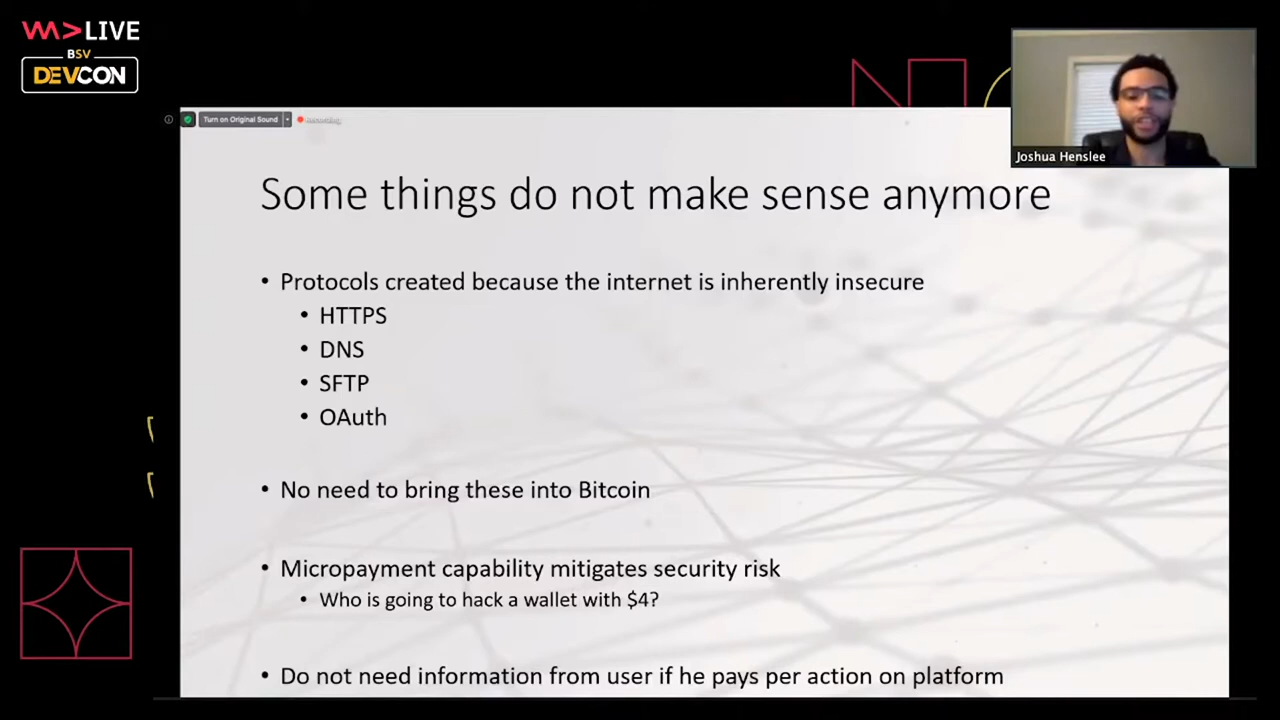 VA>LIVE
BSV
DEVCON
Turn on Original Sound
Recording
Joshua Henslee
Some things do not make sense anymore
• Protocols created because the internet is inherently insecure
• HTTPS
• DNS
• SFTP
• OAuth
• No need to bring these into Bitcoin
• Micropayment capability mitigates security risk
• Who is going to hack a wallet with $4?
• Do not need information from user if he pays per action on platform